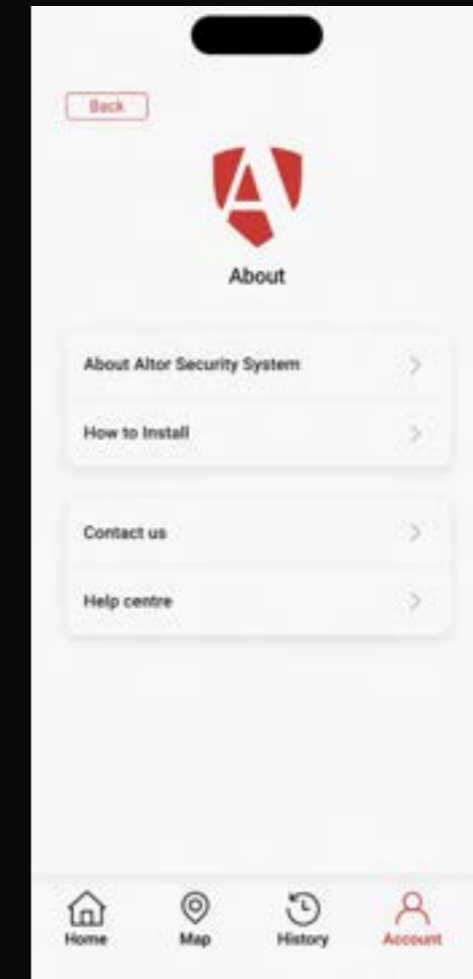 Back
About
About Altor Security System
How to Install
Contact us
Help centre
Home
Map
History
Account